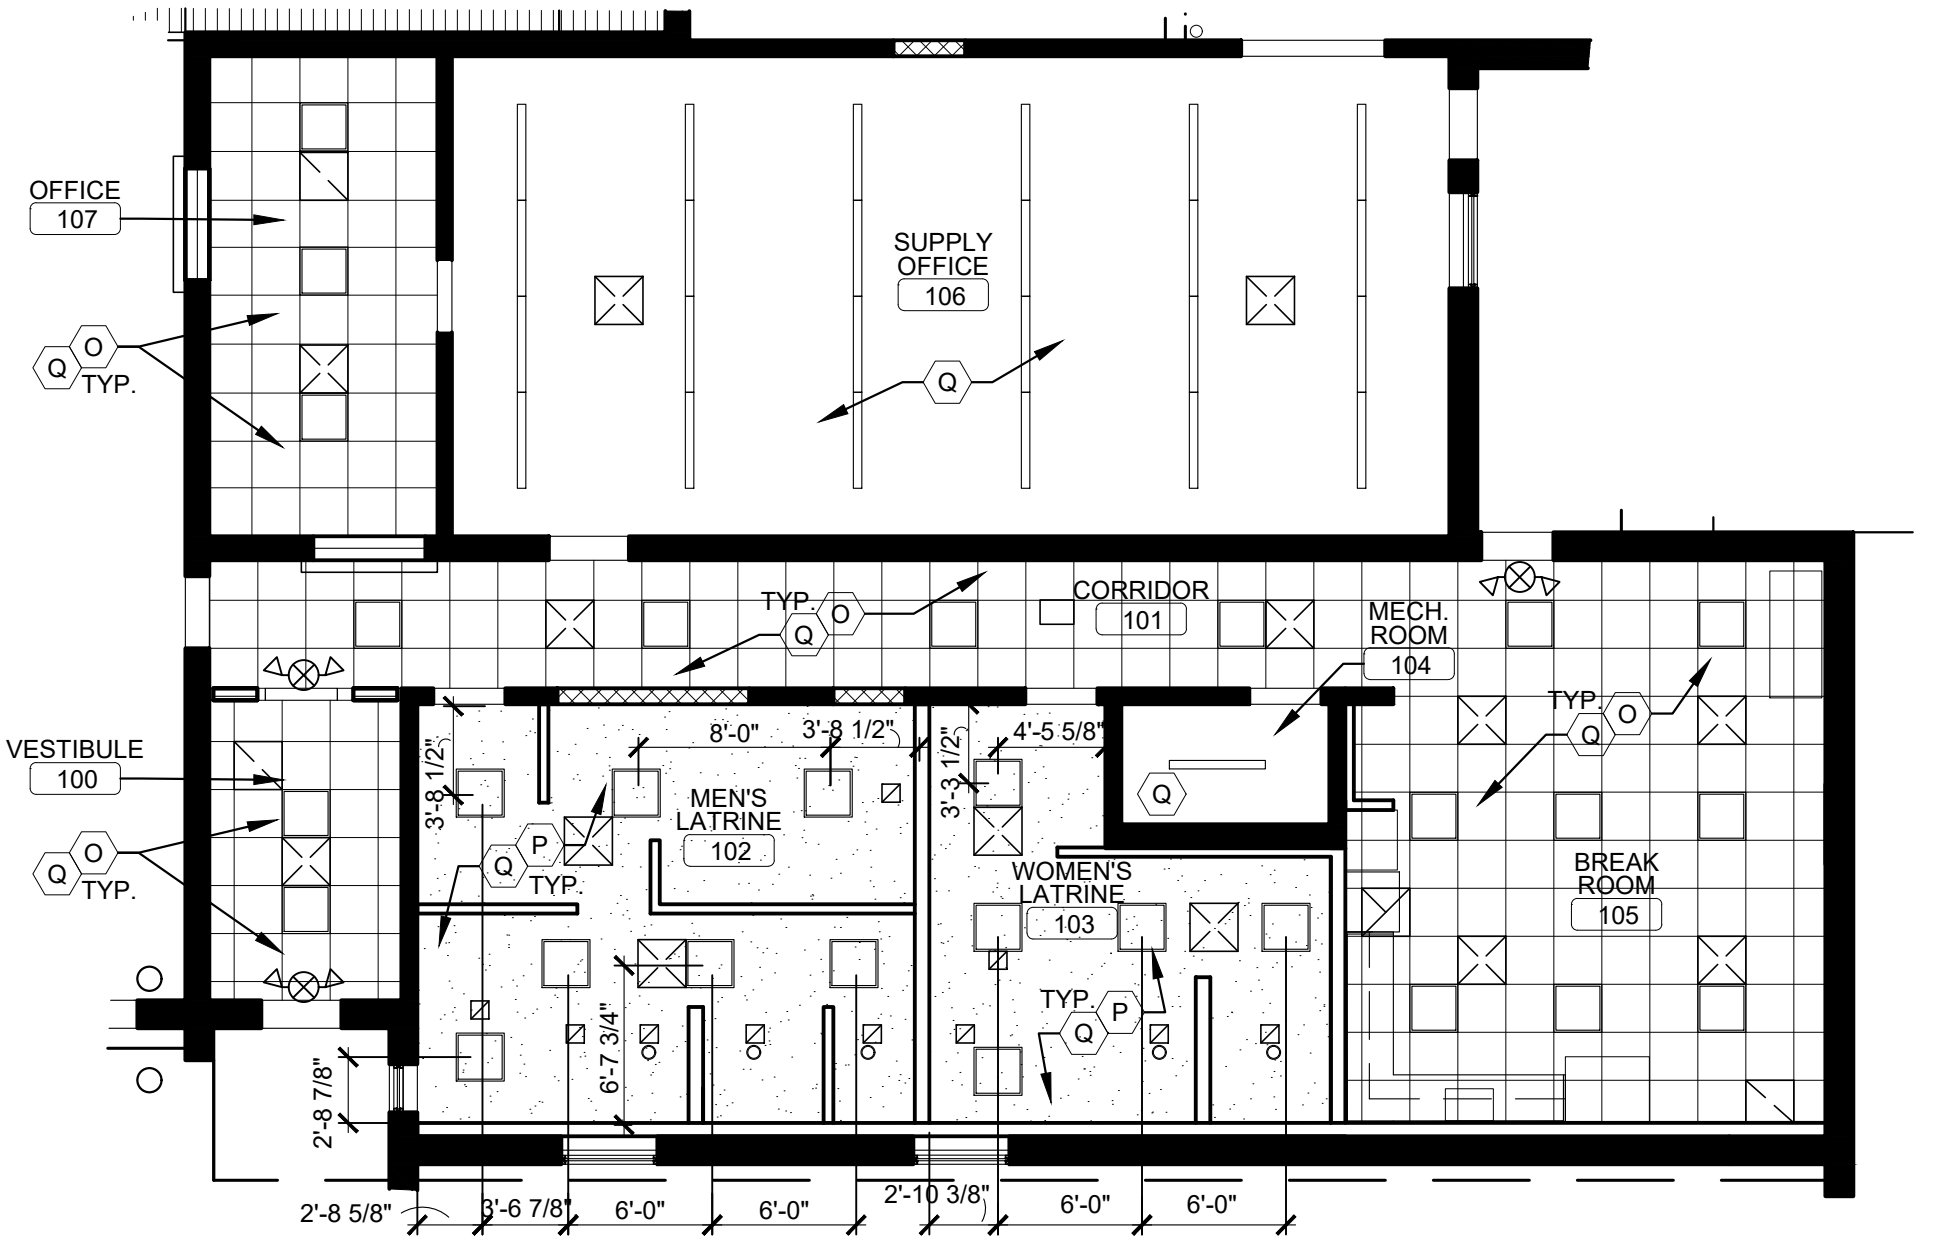 OFFICE
107
SUPPLY
OFFICE
106
O
Q
TYP.
Q
CORRIDOR
101
TYP.
O
Q
MECH.
ROOM
104
TYP.
O
Q
VESTIBULE
100
O
Q
TYP.
8'-0"
3'-8 1/2"
4'-5 5/8"
3'-8 1/2"
3'-3 1/2"
MEN'S
LATRINE
102
P
Q
TYP.
Q
WOMEN'S
LATRINE
103
BREAK
ROOM
105
TYP.
P
Q
6'-7 3/4"
2'-8 7/8"
2'-8 5/8"
3'-6 7/8"
6'-0"
6'-0"
2'-10 3/8"
6'-0"
6'-0"